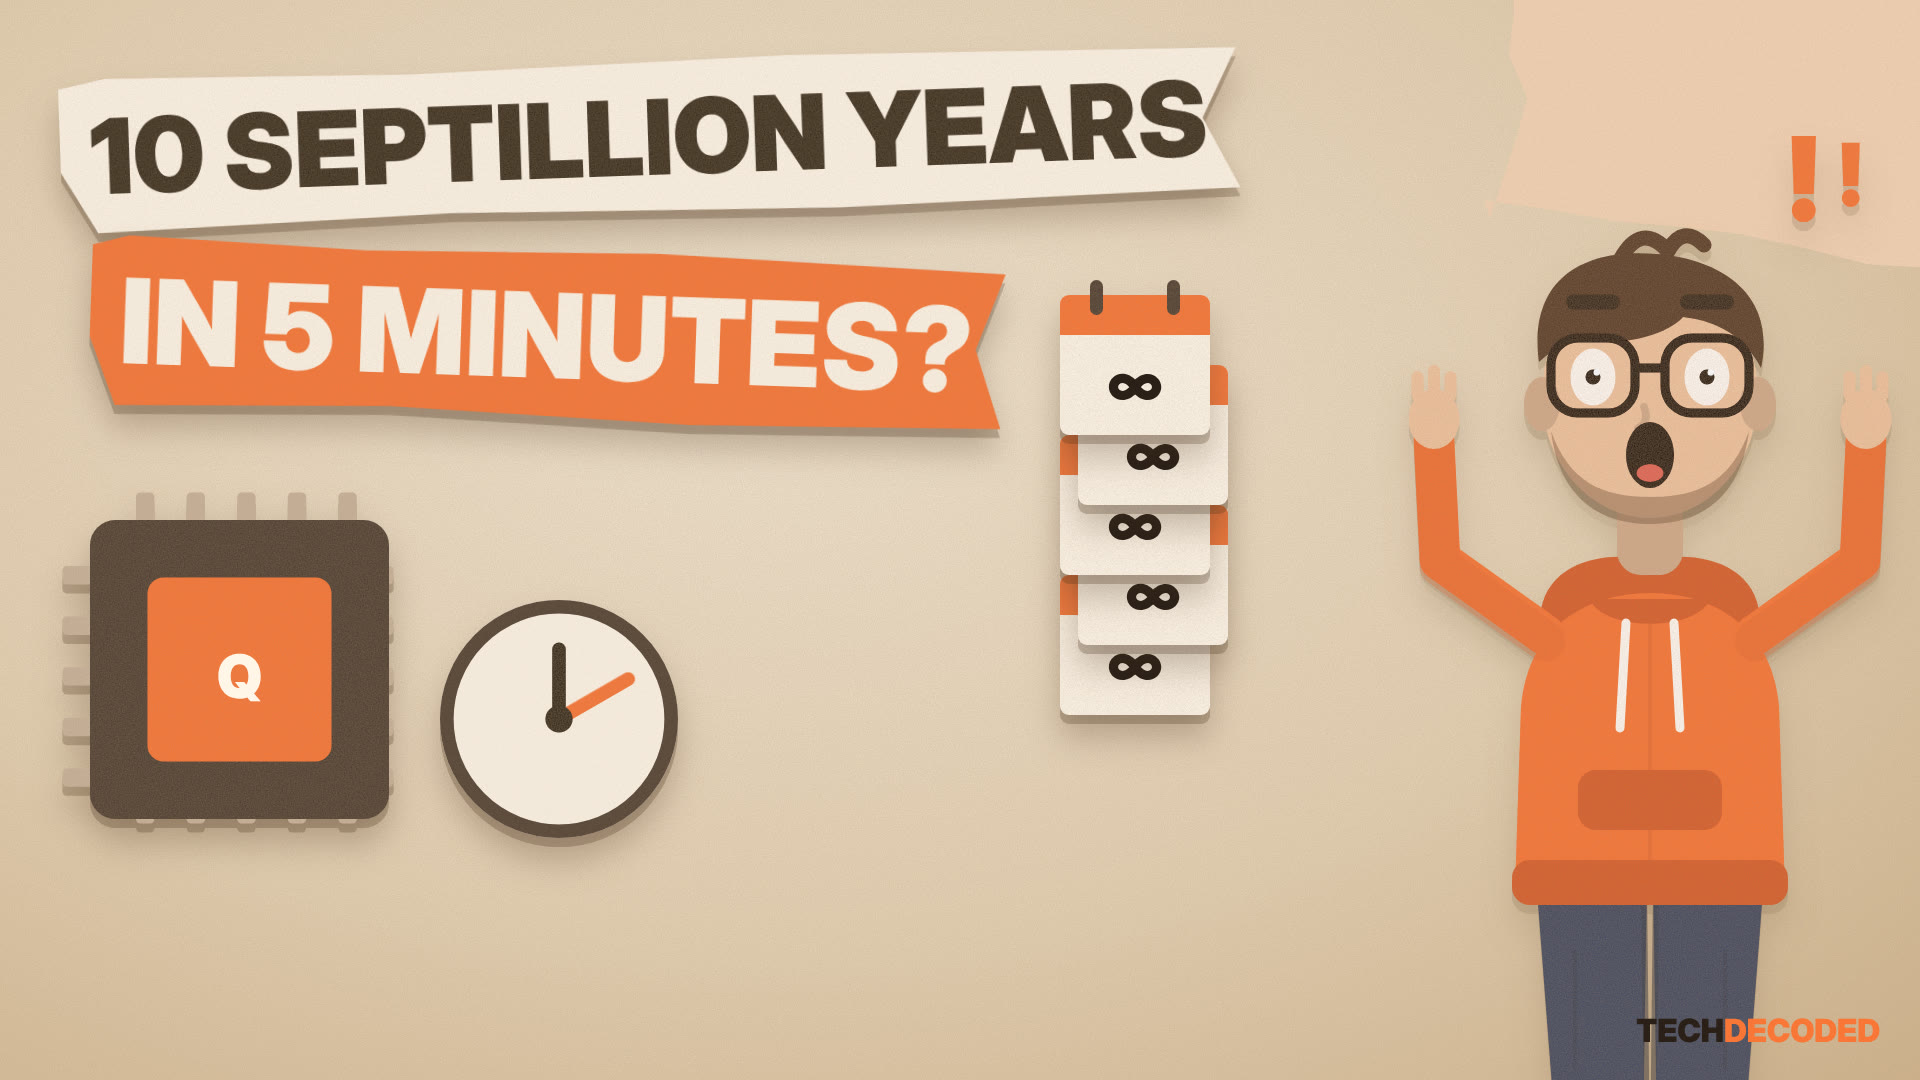 10 SEPTILLION YEARS
IN 5 MINUTES?
!!
∞
∞
∞
∞
∞
Q
TECHDECODED